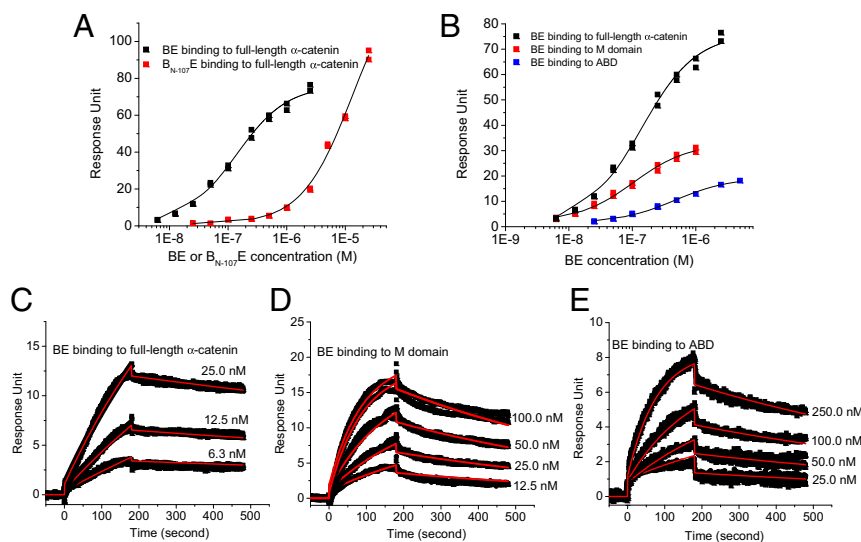 A
BE binding to full-length α-catenin
B_N-107E binding to full-length α-catenin
Response Unit
100
80
60
40
20
0
1E-8
1E-7
1E-6
1E-5
BE or B_N-107E concentration (M)
B
BE binding to full-length α-catenin
BE binding to M domain
BE binding to ABD
Response Unit
80
70
60
50
40
30
20
10
0
1E-9
1E-8
1E-7
1E-6
BE concentration (M)
C
BE binding to full-length α-catenin
Response Unit
15
10
5
0
25.0 nM
12.5 nM
6.3 nM
0
100
200
300
400
500
Time (second)
D
BE binding to M domain
Response Unit
25
20
15
10
5
0
100.0 nM
50.0 nM
25.0 nM
12.5 nM
0
100
200
300
400
500
Time (second)
E
BE binding to ABD
Response Unit
8
6
4
2
0
250.0 nM
100.0 nM
50.0 nM
25.0 nM
0
100
200
300
400
500
Time (second)